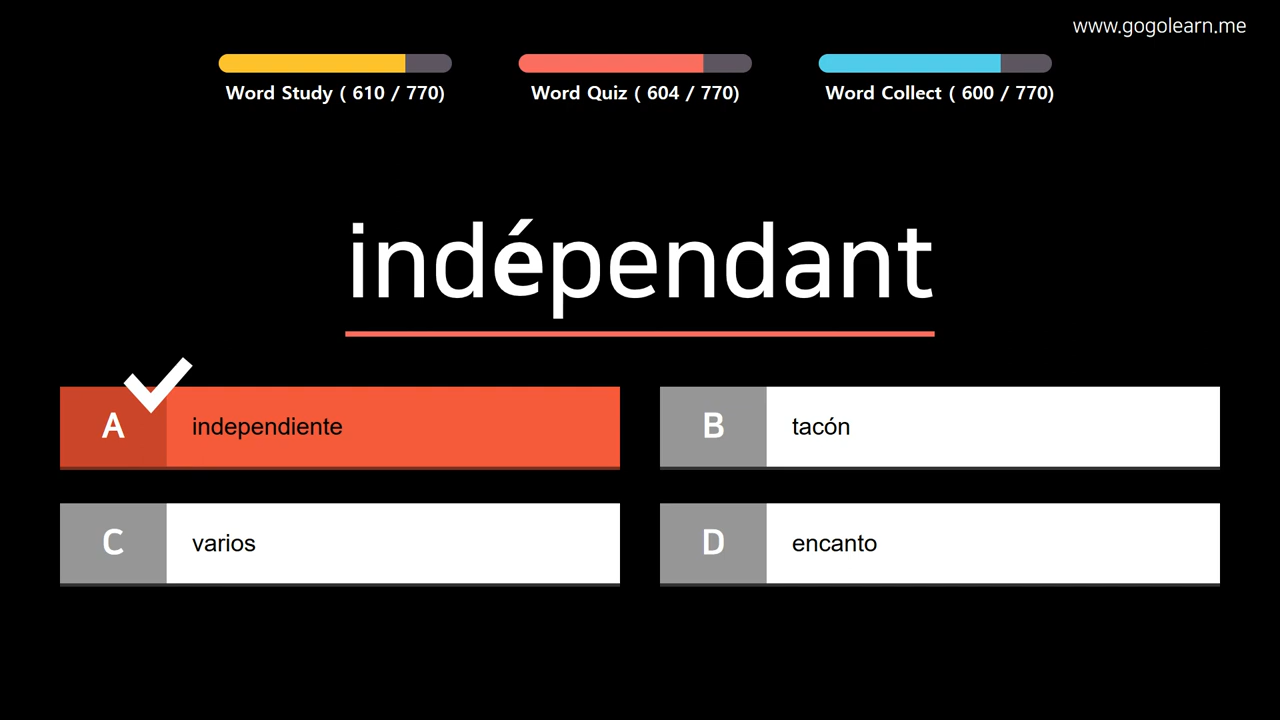 www.gogolearn.me
Word Study ( 610 / 770)
Word Quiz ( 604 / 770)
Word Collect ( 600 / 770)
indépendant
A independiente
B tacón
C varios
D encanto